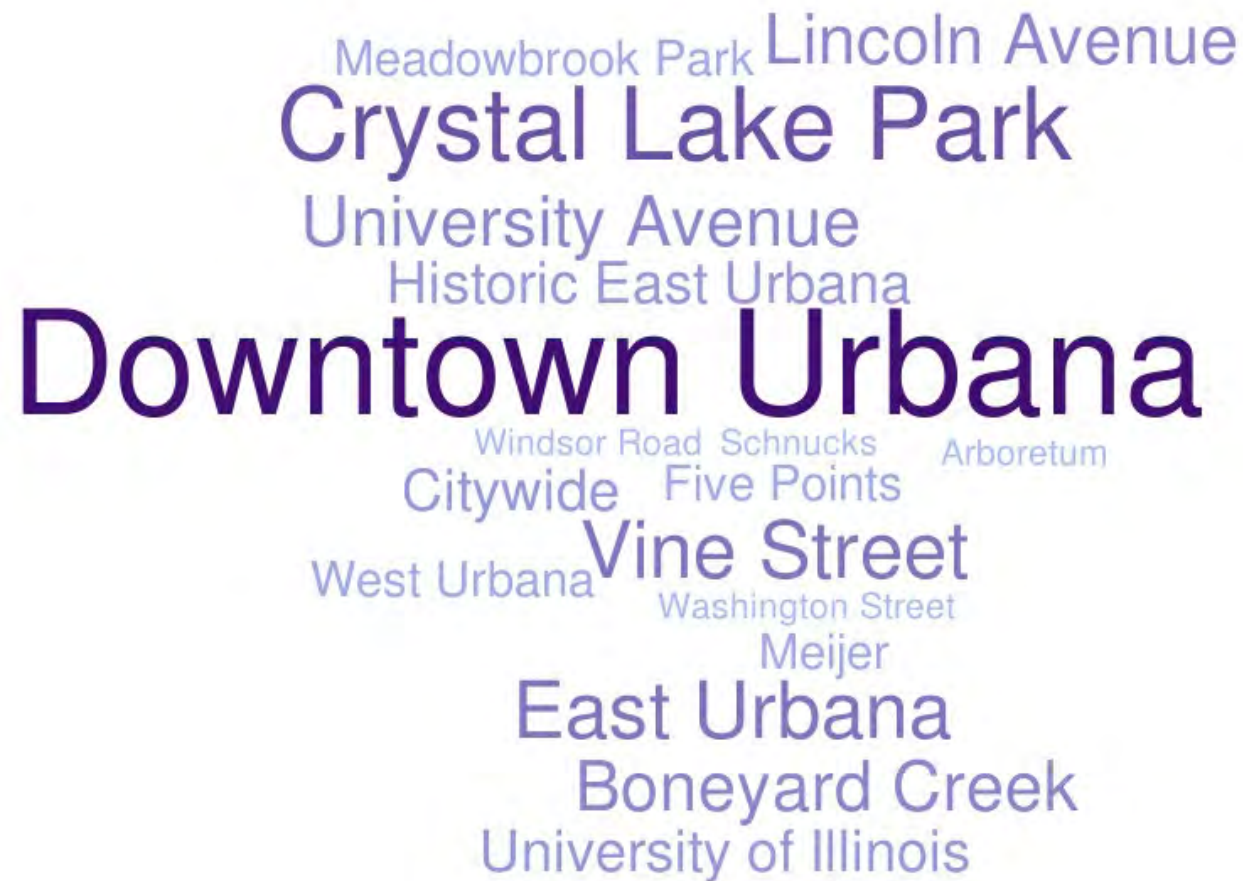 Lincoln Avenue
Meadowbrook Park
Crystal Lake Park
University Avenue
Historic East Urbana
Downtown Urbana
Windsor Road
Schnucks
Arboretum
Citywide
Five Points
Vine Street
West Urbana
Washington Street
Meijer
East Urbana
Boneyard Creek
University of Illinois